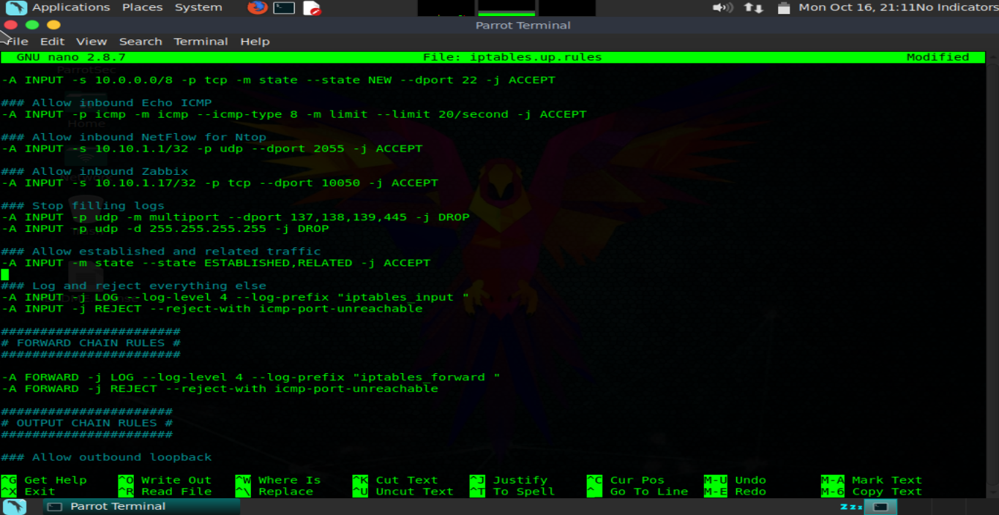 Applications Places System Mon Oct 16, 21:11No Indicators
Parrot Terminal
File Edit View Search Terminal Help
GNU nano 2.8.7 File: iptables.up.rules Modified
-A INPUT -s 10.0.0.0/8 -p tcp -m state --state NEW --dport 22 -j ACCEPT
### Allow inbound Echo ICMP
-A INPUT -p icmp -m icmp --icmp-type 8 -m limit --limit 20/second -j ACCEPT
### Allow inbound NetFlow for Ntop
-A INPUT -s 10.10.1.1/32 -p udp --dport 2055 -j ACCEPT
### Allow inbound Zabbix
-A INPUT -s 10.10.1.17/32 -p tcp --dport 10050 -j ACCEPT
### Stop filling logs
-A INPUT -p udp -m multiport --dport 137,138,139,445 -j DROP
-A INPUT -p udp -d 255.255.255.255 -j DROP
### Allow established and related traffic
-A INPUT -m state --state ESTABLISHED,RELATED -j ACCEPT
### Log and reject everything else
-A INPUT -j LOG --log-level 4 --log-prefix "iptables_input "
-A INPUT -j REJECT --reject-with icmp-port-unreachable
#######################
# FORWARD CHAIN RULES #
#######################
-A FORWARD -j LOG --log-level 4 --log-prefix "iptables_forward "
-A FORWARD -j REJECT --reject-with icmp-port-unreachable
######################
# OUTPUT CHAIN RULES #
######################
### Allow outbound loopback
^G Get Help ^O Write Out ^W Where Is ^K Cut Text ^J Justify ^C Cur Pos M-U Undo M-A Mark Text
^X Exit ^R Read File ^\ Replace ^U Uncut Text ^T To Spell ^_ Go To Line M-E Redo M-6 Copy Text
Parrot Terminal zzz